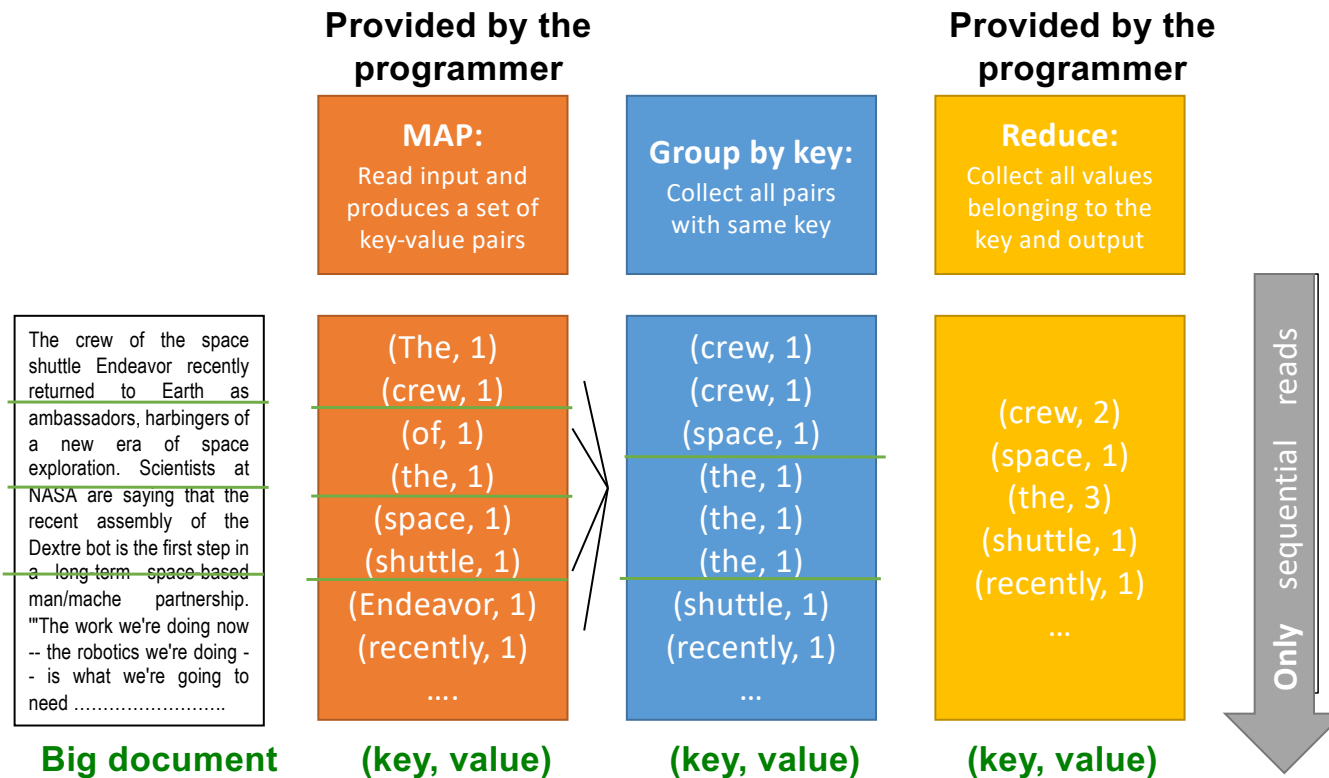 Provided by the
programmer
Provided by the
programmer
MAP:
Read input and
produces a set of
key-value pairs
Group by key:
Collect all pairs
with same key
Reduce:
Collect all values
belonging to the
key and output
The crew of the space
shuttle Endeavor recently
returned to Earth as
ambassadors, harbingers of
a new era of space
exploration. Scientists at
NASA are saying that the
recent assembly of the
Dextre bot is the first step in
a long-term space-based
man/mache partnership.
'"The work we're doing now
-- the robotics we're doing -
- is what we're going to
need ……………………..
Big document
(The, 1)
(crew, 1)
(of, 1)
(the, 1)
(space, 1)
(shuttle, 1)
(Endeavor, 1)
(recently, 1)
….
(key, value)
(crew, 1)
(crew, 1)
(space, 1)
(the, 1)
(the, 1)
(the, 1)
(shuttle, 1)
(recently, 1)
…
(key, value)
(crew, 2)
(space, 1)
(the, 3)
(shuttle, 1)
(recently, 1)
…
(key, value)
Only sequential reads